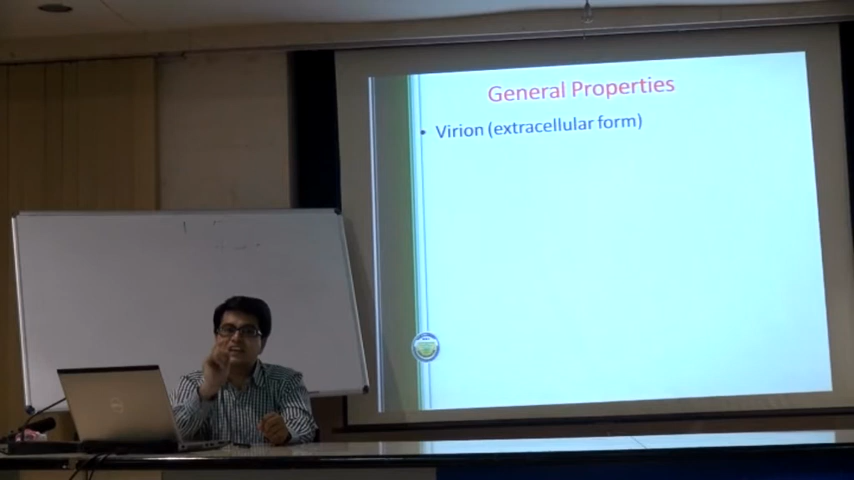 General Properties
• Virion (extracellular form)